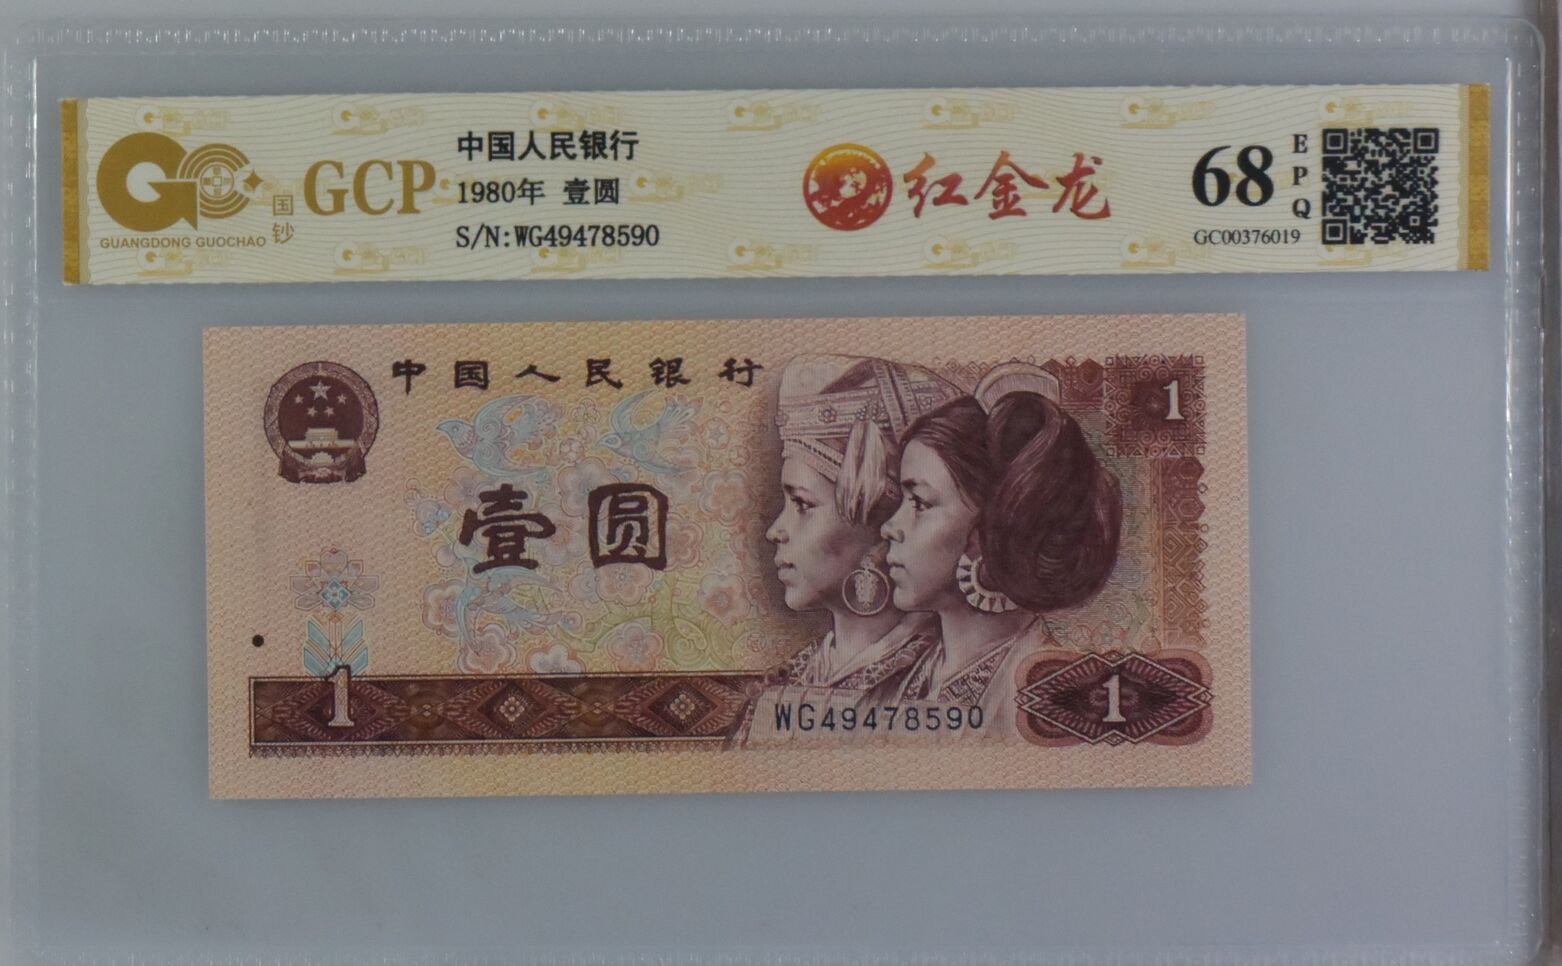 GUANGDONG GUOCHAO
国钞
GCP
中国人民银行
1980年 壹圆
S/N:WG49478590
红金龙
68
EPQ
GC00376019
中国人民银行
1
壹圆
1
WG49478590
1